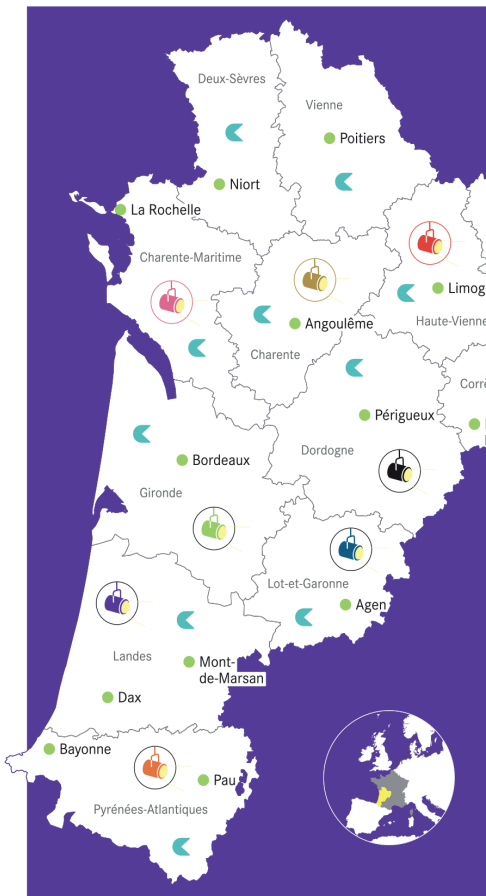 Deux-Sèvres
Vienne
Poitiers
Niort
La Rochelle
Charente-Maritime
Limog
Angoulême
Haute-Vienne
Charente
Corrè
Périgueux
Dordogne
Bordeaux
Gironde
Lot-et-Garonne
Agen
Landes
Mont-
de-Marsan
Dax
Bayonne
Pau
Pyrénées-Atlantiques